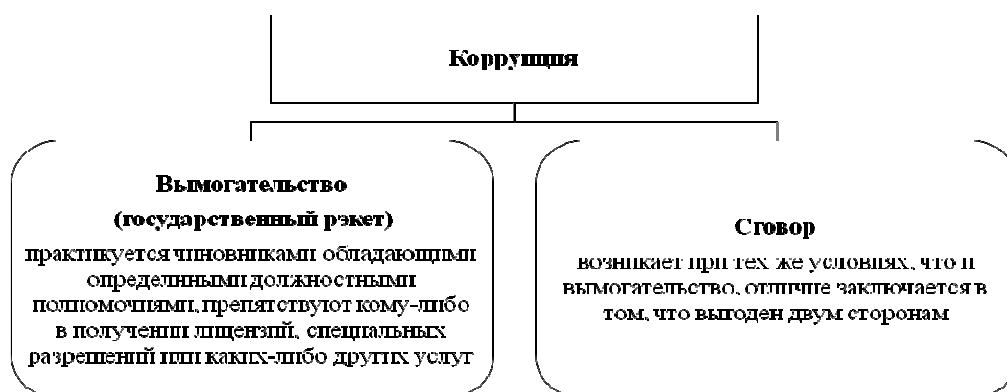 Коррупция
Вымогательство
(государственный рэкет)
практикуется чиновниками обладающими
определнными должностными
полномочиями, препятствуют кому-либо
в получении лицензий, специальных
разрешений или каких-либо других услуг
Сговор
возникает при тех же условиях, что и
вымогательство, отличие заключается в
том, что выгоден двум сторонам